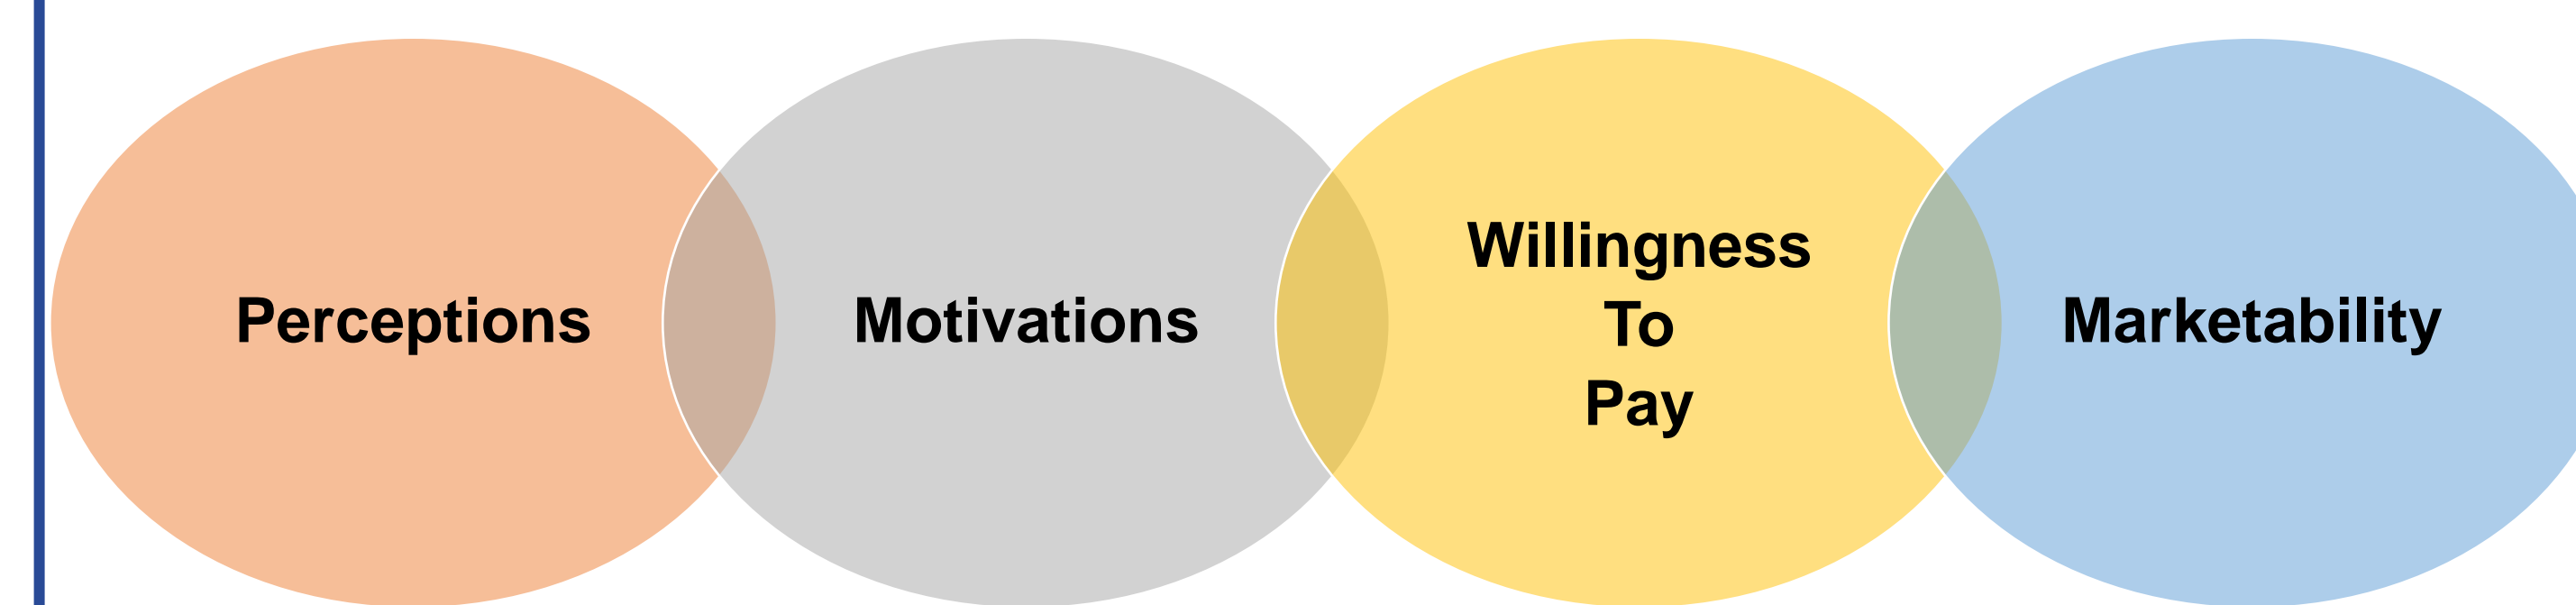 Perceptions
Motivations
Willingness
To
Pay
Marketability